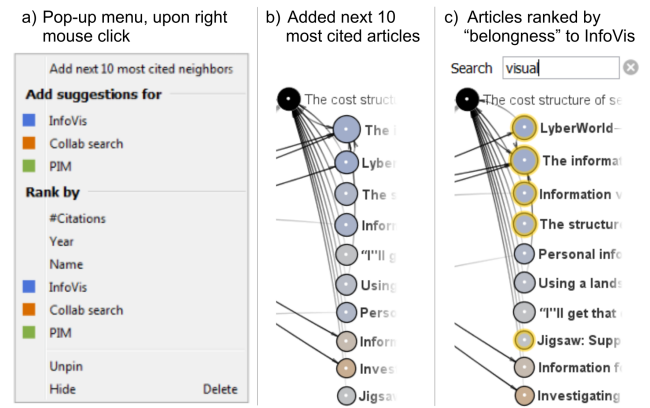 a) Pop-up menu, upon right
mouse click
Add next 10 most cited neighbors
Add suggestions for
InfoVis
Collab search
PIM
Rank by
#Citations
Year
Name
InfoVis
Collab search
PIM
Unpin
Hide Delete
b) Added next 10
most cited articles
The cost struct
The
Lyber
The s
Inform
"I"ll g
Using
Perso
Inform
Inves
Jigsa
c) Articles ranked by
"belongness" to InfoVis
Search visual
The cost structure of se
LyberWorld–
The informat
Information v
The structure
Personal info
Using a lands
"I"ll get that
Jigsaw: Supp
Information f
Investigating